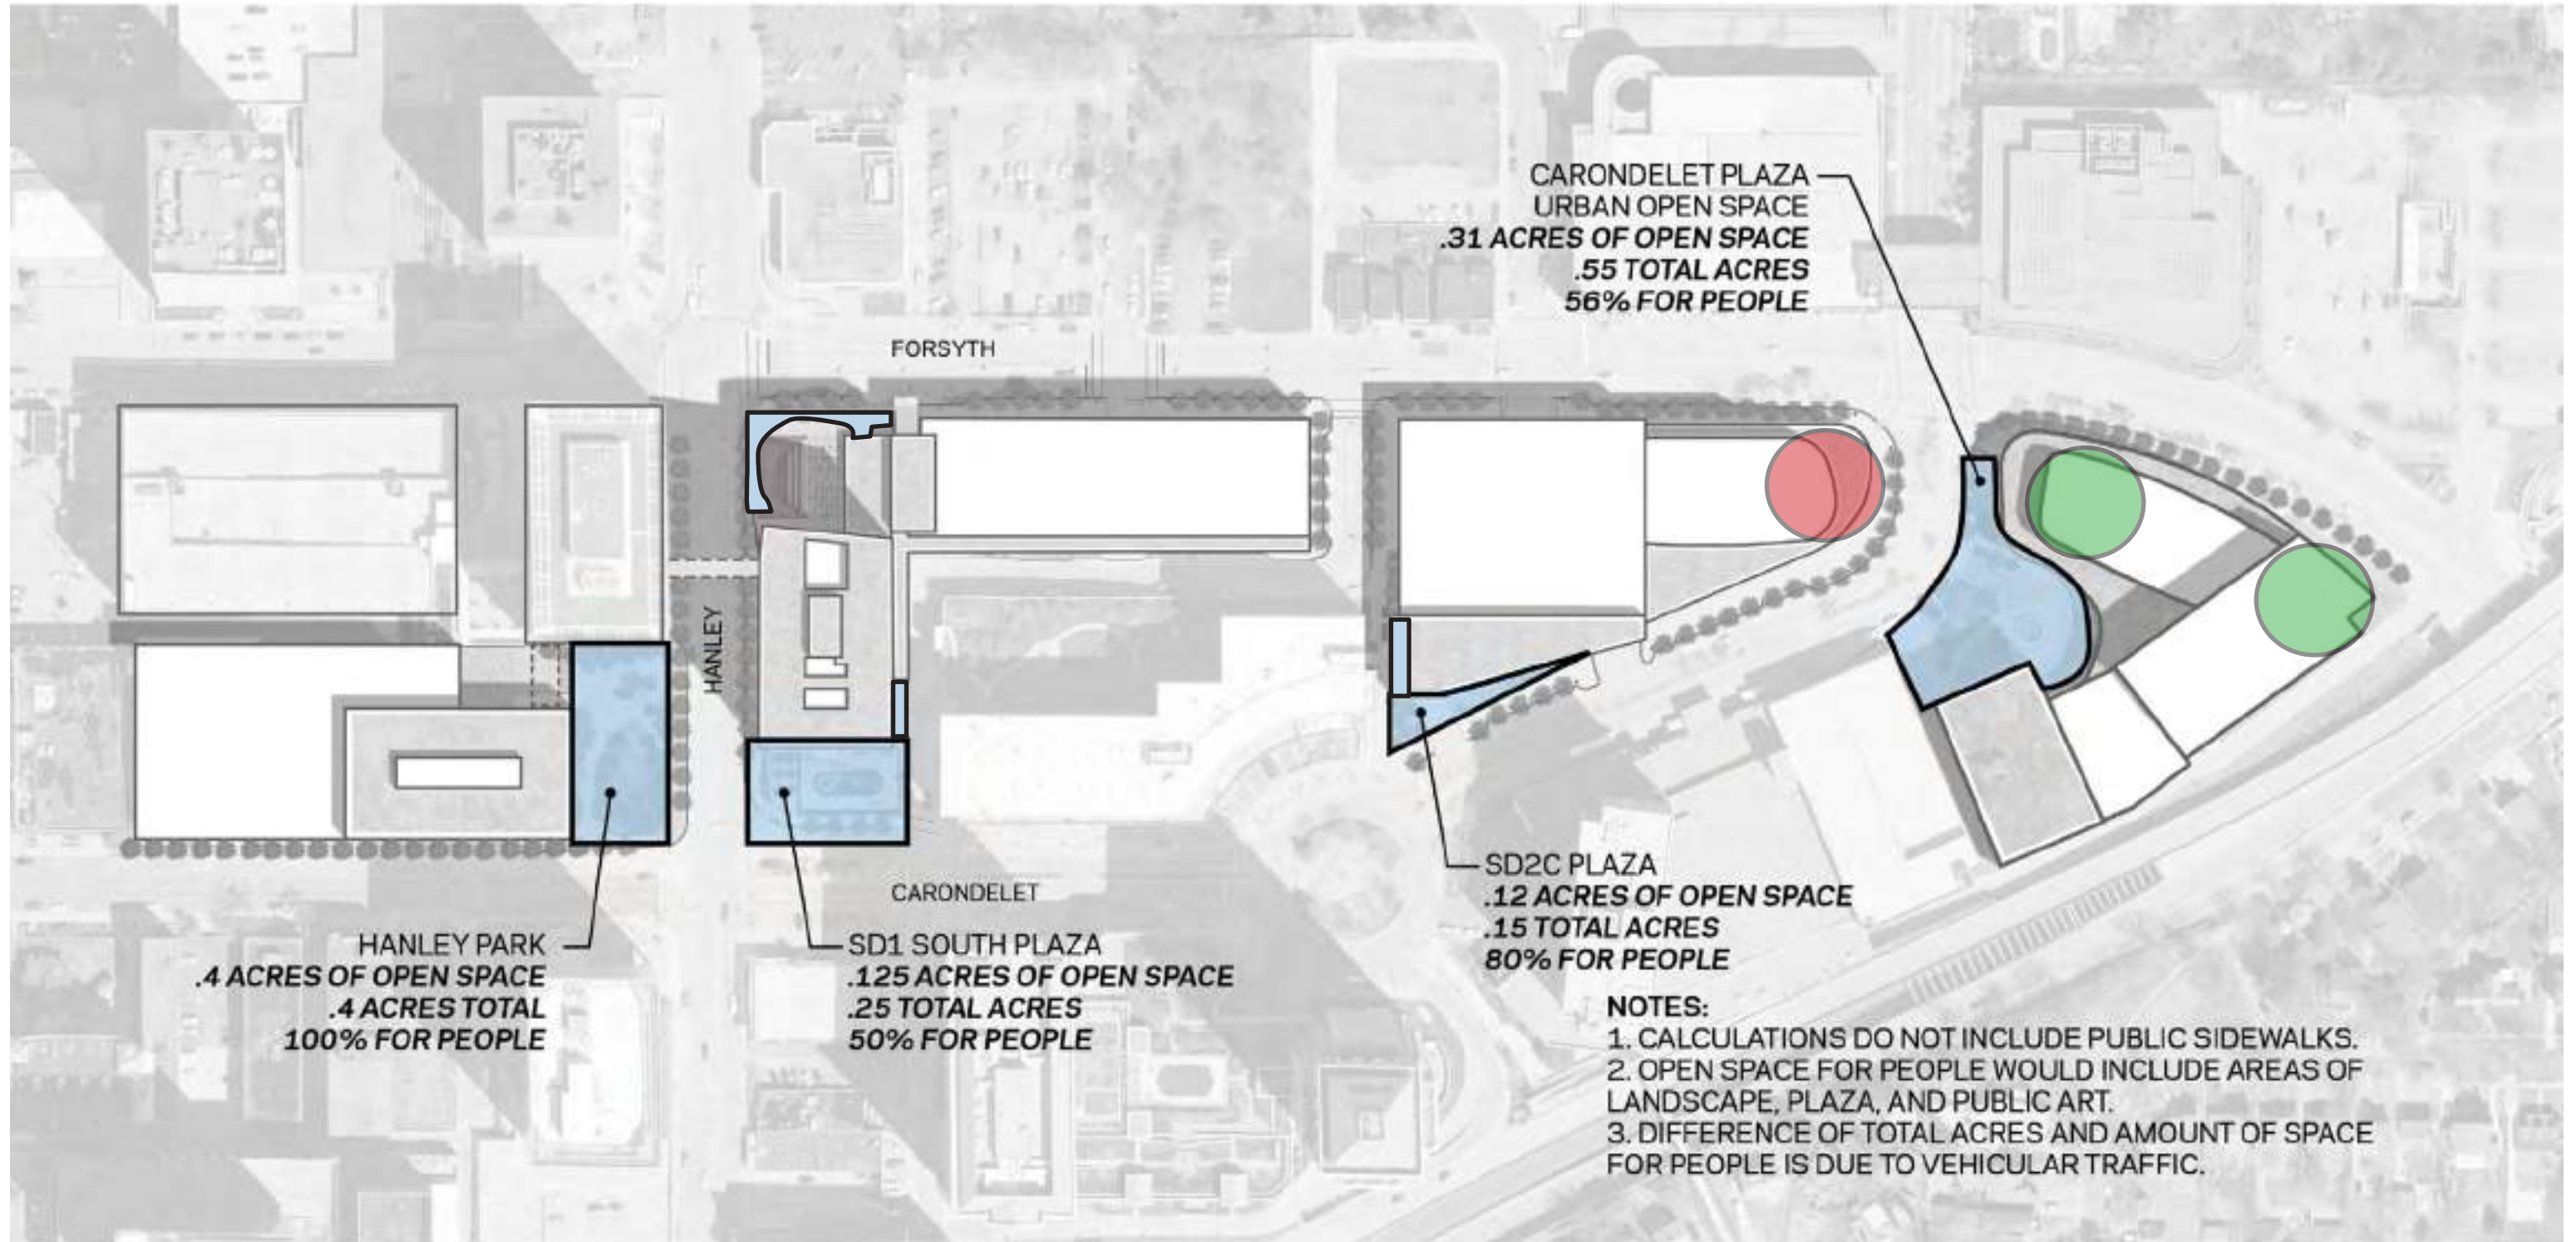 CARONDELET PLAZA
URBAN OPEN SPACE
.31 ACRES OF OPEN SPACE
.55 TOTAL ACRES
56% FOR PEOPLE
FORSYTH
HANLEY
CARONDELET
HANLEY PARK
.4 ACRES OF OPEN SPACE
.4 ACRES TOTAL
100% FOR PEOPLE
SD1 SOUTH PLAZA
.125 ACRES OF OPEN SPACE
.25 TOTAL ACRES
50% FOR PEOPLE
SD2C PLAZA
.12 ACRES OF OPEN SPACE
.15 TOTAL ACRES
80% FOR PEOPLE
NOTES:
1. CALCULATIONS DO NOT INCLUDE PUBLIC SIDEWALKS.
2. OPEN SPACE FOR PEOPLE WOULD INCLUDE AREAS OF
LANDSCAPE, PLAZA, AND PUBLIC ART.
3. DIFFERENCE OF TOTAL ACRES AND AMOUNT OF SPACE
FOR PEOPLE IS DUE TO VEHICULAR TRAFFIC.